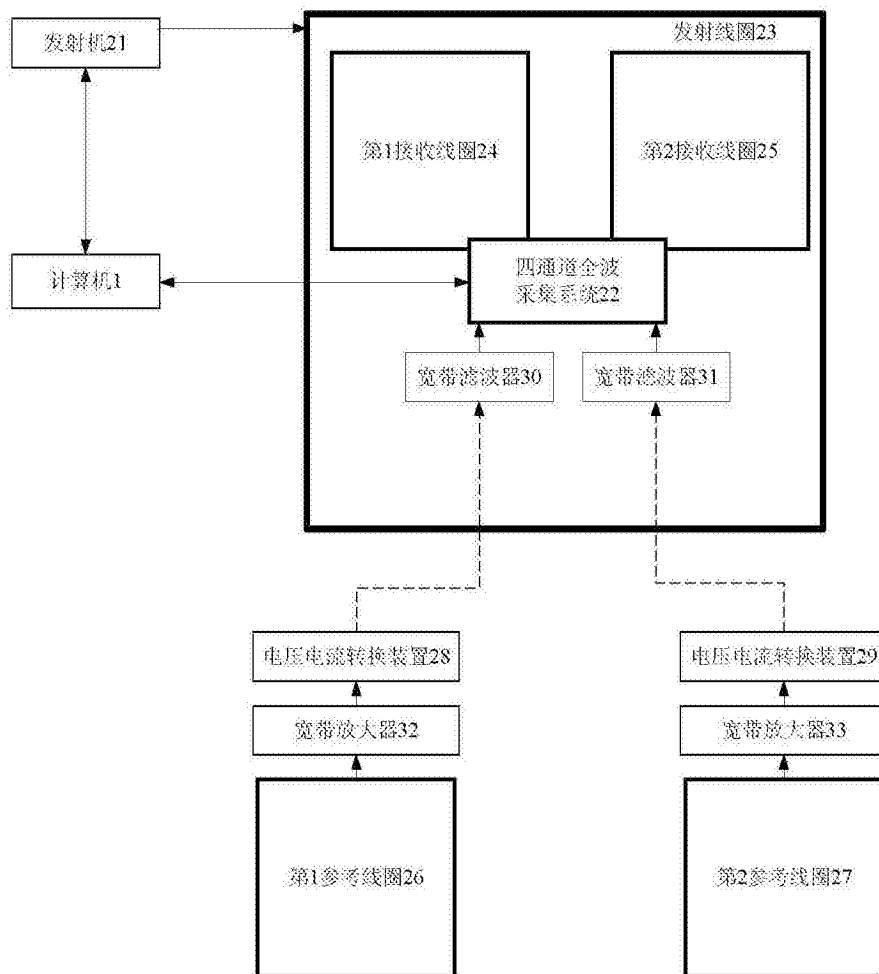 发射机21
发射线圈23
第1接收线圈24
第2接收线圈25
计算机1
四通道全波
采集系统22
宽带滤波器30
宽带滤波器31
电压电流转换装置28
电压电流转换装置29
宽带放大器32
宽带放大器33
第1参考线圈26
第2参考线圈27